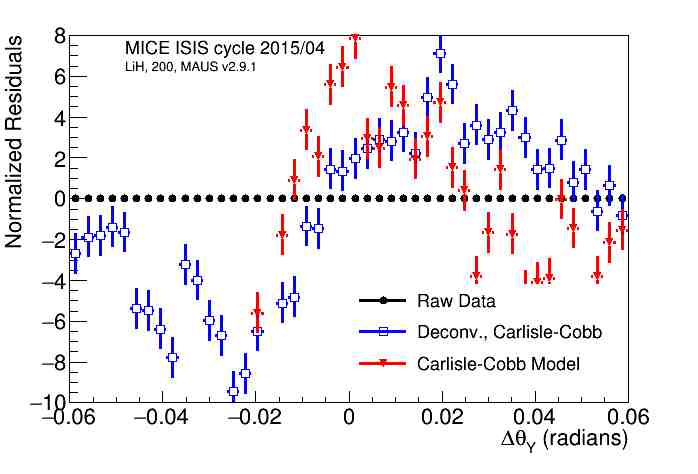 MICE ISIS cycle 2015/04
LiH, 200, MAUS v2.9.1
Normalized Residuals
8
6
4
2
0
−2
−4
−6
−8
−10
Raw Data
Deconv., Carlisle-Cobb
Carlisle-Cobb Model
−0.06 −0.04 −0.02 0 0.02 0.04 0.06
Δθ_Y (radians)